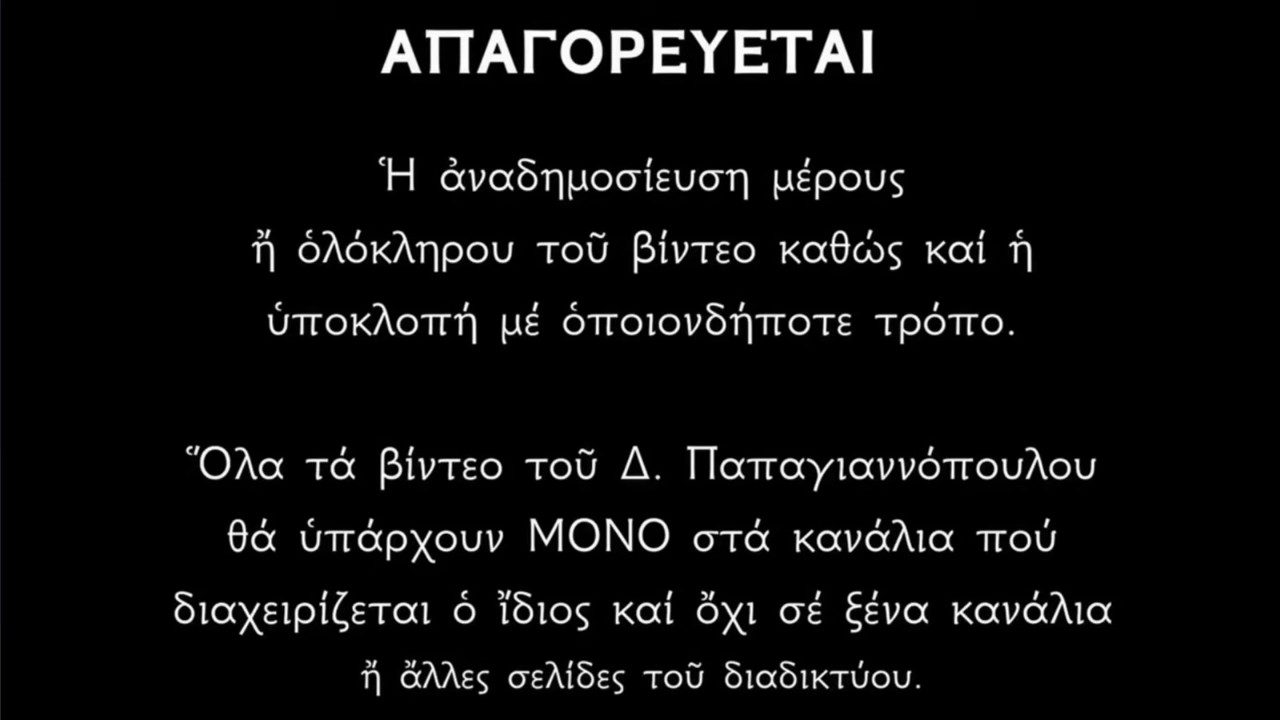 ΑΠΑΓΟΡΕΥΕΤΑΙ
Ἡ ἀναδημοσίευση μέρους
ἤ ὁλόκληρου τοῦ βίντεο καθώς καί ἡ
ὑποκλοπή μέ ὁποιονδήποτε τρόπο.
Ὅλα τά βίντεο τοῦ Δ. Παπαγιαννόπουλου
θά ὑπάρχουν ΜΟΝΟ στά κανάλια πού
διαχειρίζεται ὁ ἴδιος καί ὄχι σέ ξένα κανάλια
ἤ ἄλλες σελίδες τοῦ διαδικτύου.